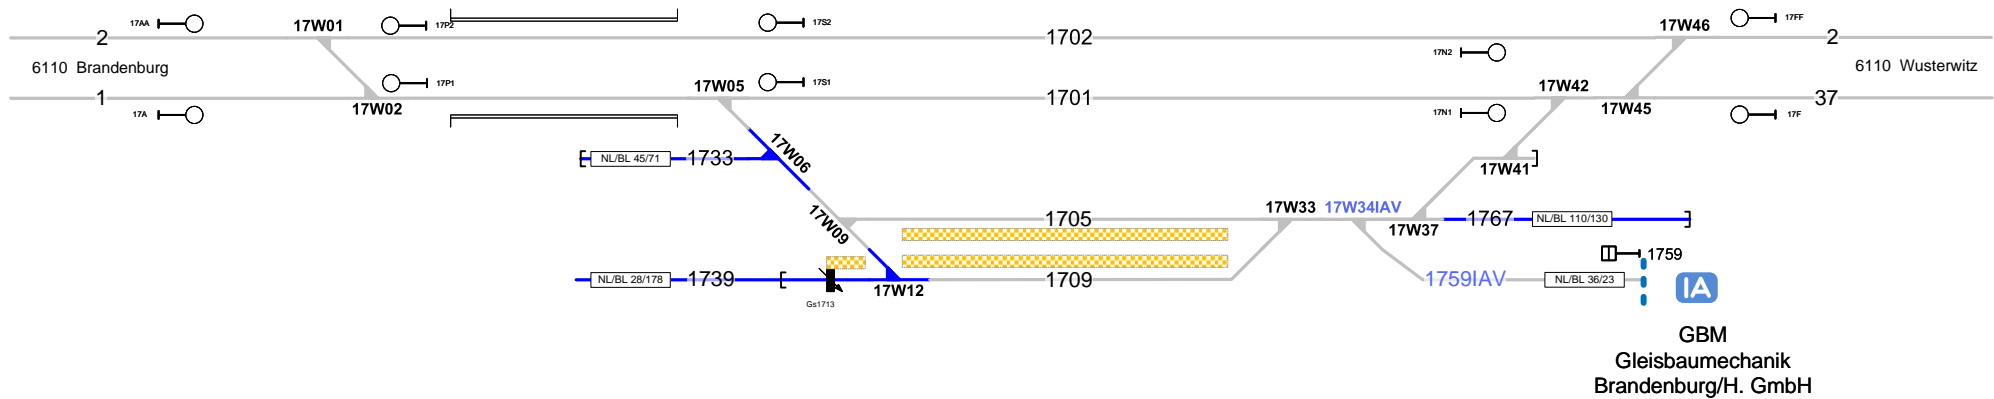 17AA
17W01
17P2
17S2
17W46
17FF
2
1702
17N2
2
6110 Brandenburg
6110 Wusterwitz
17P1
17W05
17S1
17W42
1
17W02
1701
17W45
37
17A
17N1
17F
NL/BL 45/71
1733
17W06
17W41
17W09
1705
17W33
17W34IAV
17W37
1767
NL/BL 110/130
1759
NL/BL 28/178
1739
17W12
1709
1759IAV
NL/BL 36/23
IA
Gs1713
GBM
Gleisbaumechanik
Brandenburg/H. GmbH